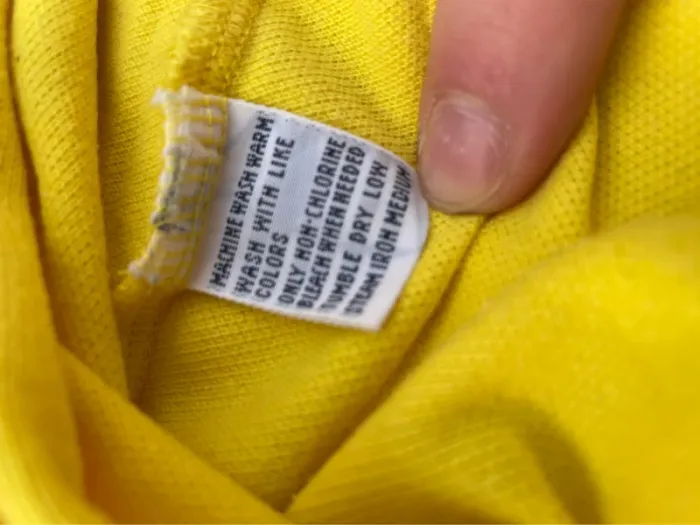 MACHINE WASH WARM
WASH WITH LIKE
COLORS
ONLY NON-CHLORINE
BLEACH WHEN NEEDED
TUMBLE DRY LOW
STEAM IRON MEDIUM